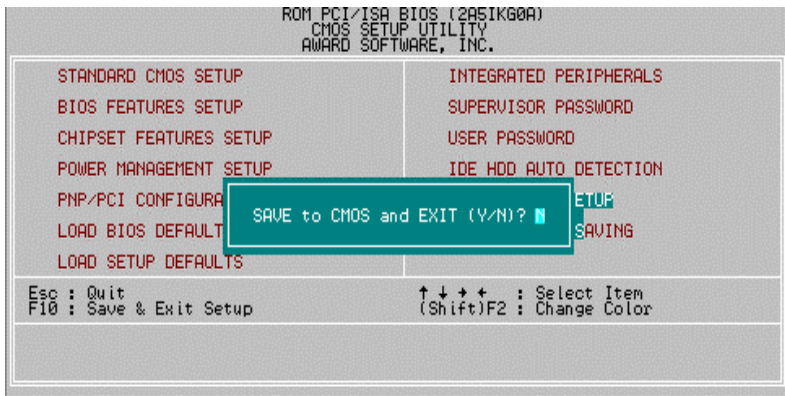 ROM PCI/ISA BIOS (2A5IKG0A)
CMOS SETUP UTILITY
AWARD SOFTWARE, INC.
STANDARD CMOS SETUP
BIOS FEATURES SETUP
CHIPSET FEATURES SETUP
POWER MANAGEMENT SETUP
PNP/PCI CONFIGURA
LOAD BIOS DEFAULT
LOAD SETUP DEFAULTS
INTEGRATED PERIPHERALS
SUPERVISOR PASSWORD
USER PASSWORD
IDE HDD AUTO DETECTION
ETUP
SAVING
SAVE to CMOS and EXIT (Y/N)? N
Esc : Quit
F10 : Save & Exit Setup
↑ ↓ → ← : Select Item
(Shift)F2 : Change Color